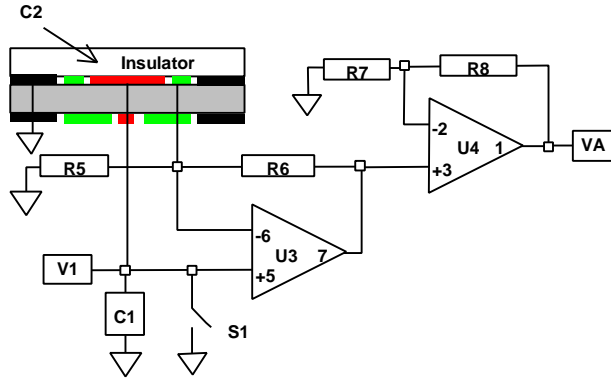 C2
Insulator
R7
R8
-2
U4
1
+3
VA
R5
R6
-6
U3
7
+5
V1
C1
S1